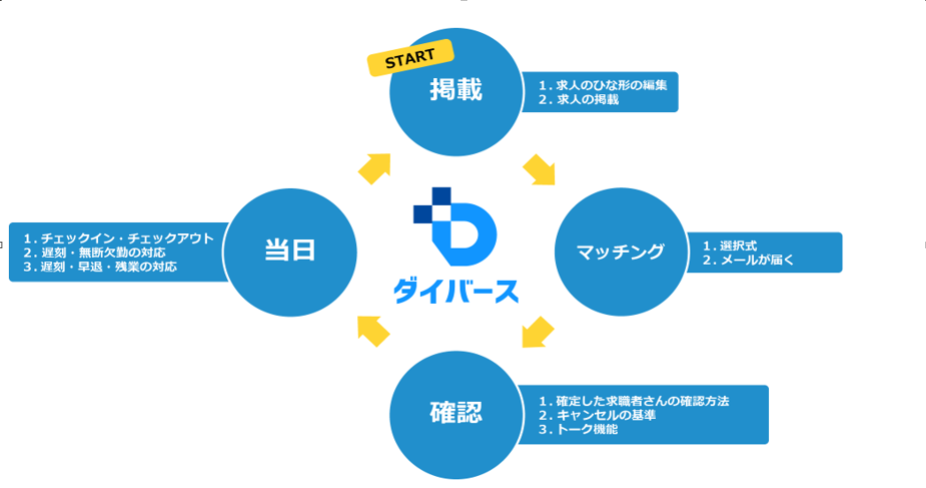 START
掲載
1. 求人のひな形の編集
2. 求人の掲載
マッチング
1. 選択式
2. メールが届く
確認
1. 確定した求職者さんの確認方法
2. キャンセルの基準
3. トーク機能
当日
1. チェックイン・チェックアウト
2. 遅刻・無断欠勤の対応
3. 遅刻・早退・残業の対応
ダイバース